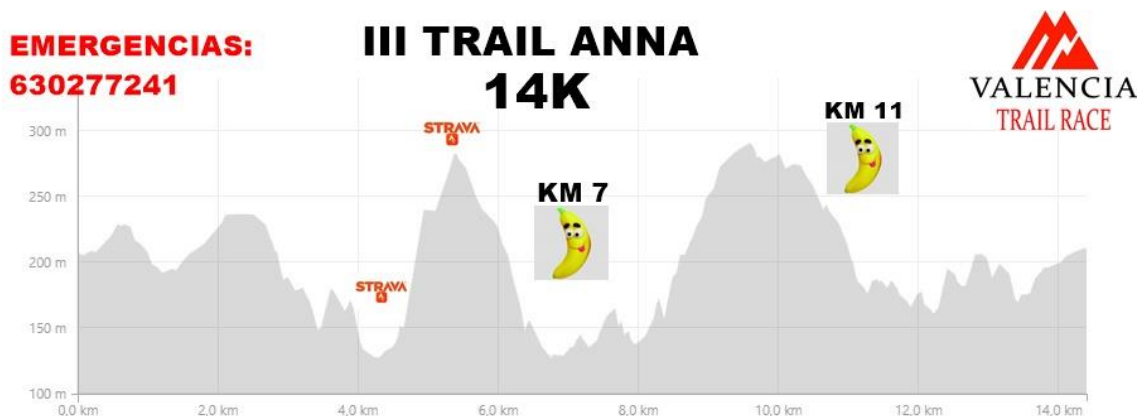 EMERGENCIAS:
630277241
III TRAIL ANNA
14K
VALENCIA
TRAIL RACE
KM 11
STRAVA
KM 7
STRAVA
300 m
250 m
200 m
150 m
100 m
0.0 km
2.0 km
4.0 km
6.0 km
8.0 km
10.0 km
12.0 km
14.0 km